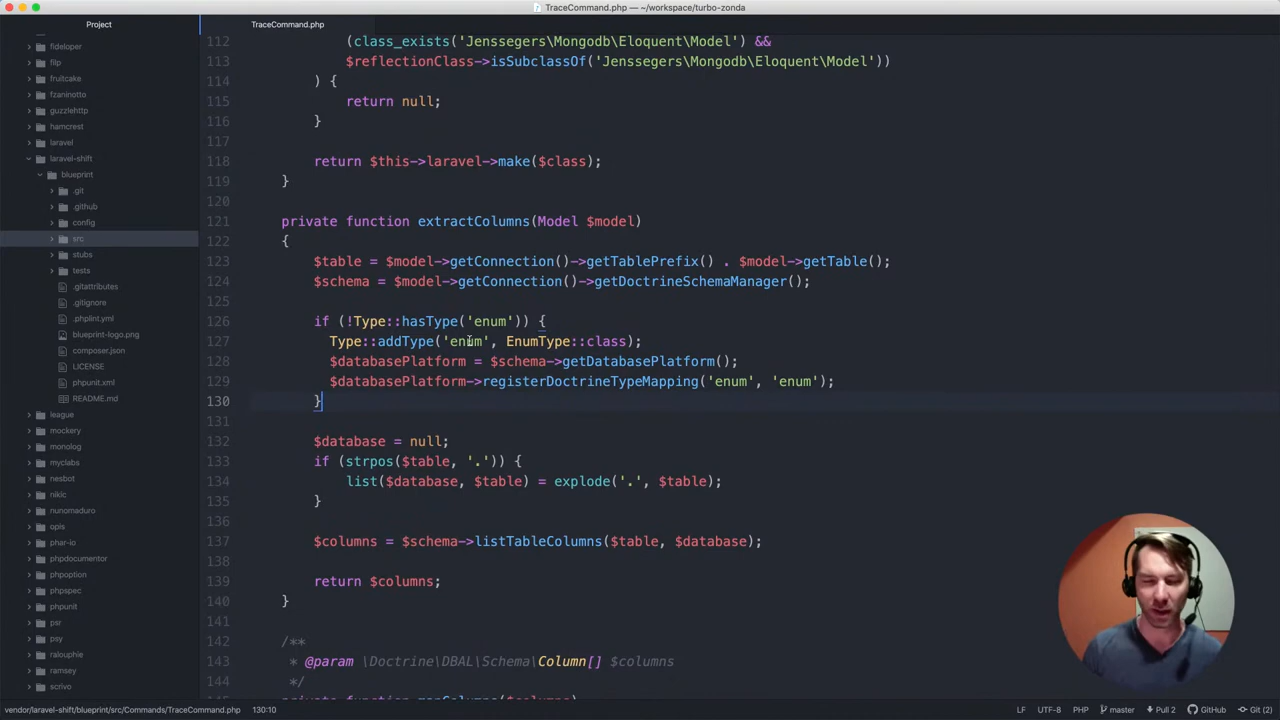 TraceCommand.php — ~/workspace/turbo-zonda
Project
fideloper
filp
fruitcake
fzaninotto
guzzlehttp
hamcrest
laravel
laravel-shift
blueprint
.git
.github
config
src
stubs
tests
.gitattributes
.gitignore
.phplint.yml
blueprint-logo.png
composer.json
LICENSE
phpunit.xml
README.md
league
mockery
monolog
myclabs
nesbot
nikic
nunomaduro
opis
phar-io
phpdocumentor
phpoption
phpspec
phpunit
psr
psy
ralouphie
ramsey
scrivo
TraceCommand.php
112 (class_exists('Jenssegers\Mongodb\Eloquent\Model') &&
113 $reflectionClass->isSubclassOf('Jenssegers\Mongodb\Eloquent\Model'))
114 ) {
115 return null;
116 }
117
118 return $this->laravel->make($class);
119 }
120
121 private function extractColumns(Model $model)
122 {
123 $table = $model->getConnection()->getTablePrefix() . $model->getTable();
124 $schema = $model->getConnection()->getDoctrineSchemaManager();
125
126 if (!Type::hasType('enum')) {
127 Type::addType('enum', EnumType::class);
128 $databasePlatform = $schema->getDatabasePlatform();
129 $databasePlatform->registerDoctrineTypeMapping('enum', 'enum');
130 }
131
132 $database = null;
133 if (strpos($table, '.')) {
134 list($database, $table) = explode('.', $table);
135 }
136
137 $columns = $schema->listTableColumns($table, $database);
138
139 return $columns;
140 }
141
142 /**
143 * @param \Doctrine\DBAL\Schema\Column[] $columns
144 */
vendor/laravel-shift/blueprint/src/Commands/TraceCommand.php 130:10 LF UTF-8 PHP master Pull 2 GitHub Git (2)